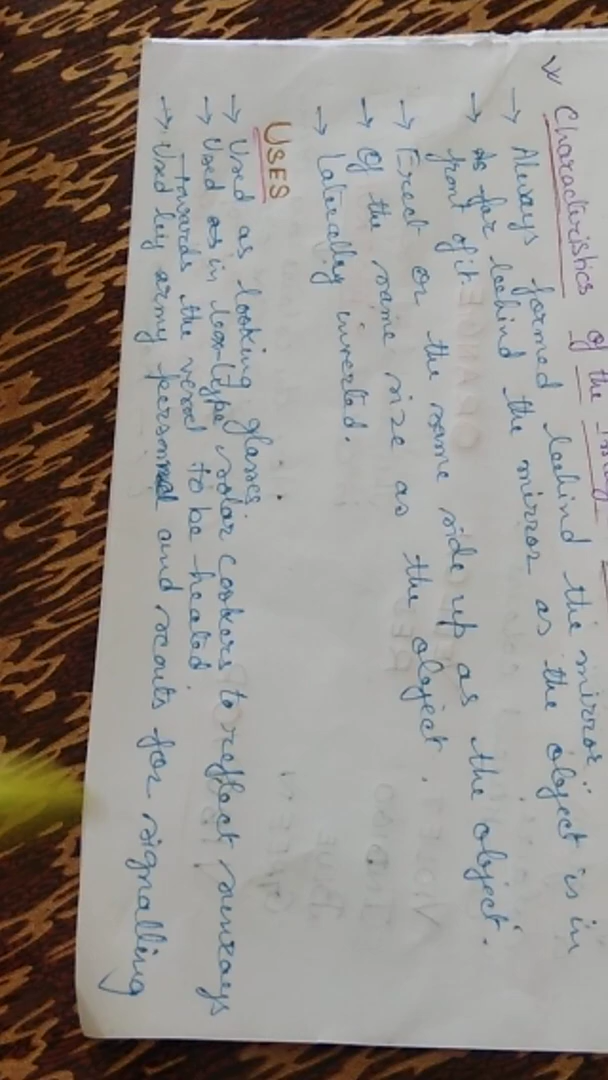 Characteristics of the Image
→ Always formed behind the mirror.
→ As far behind the mirror as the object is in
front of it.
→ Erect or the same side up as the object.
→ Of the same size as the object.
→ Laterally inverted.
USES
→ Used as looking glasses.
→ Used as in box-type solar cookers to reflect sunrays
towards the vessel to be heated
→ Used by army personnel and scouts for signalling